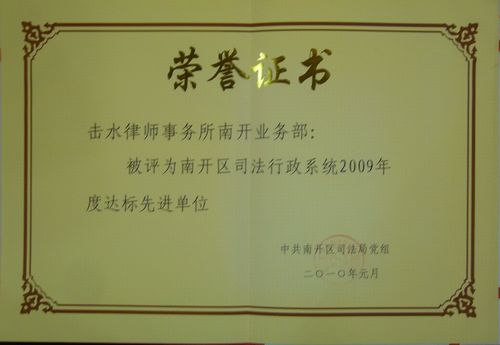 荣誉证书
击水律师事务所南开业务部：
被评为南开区司法行政系统2009年
度达标先进单位
中共南开区司法局党组
二〇一〇年元月